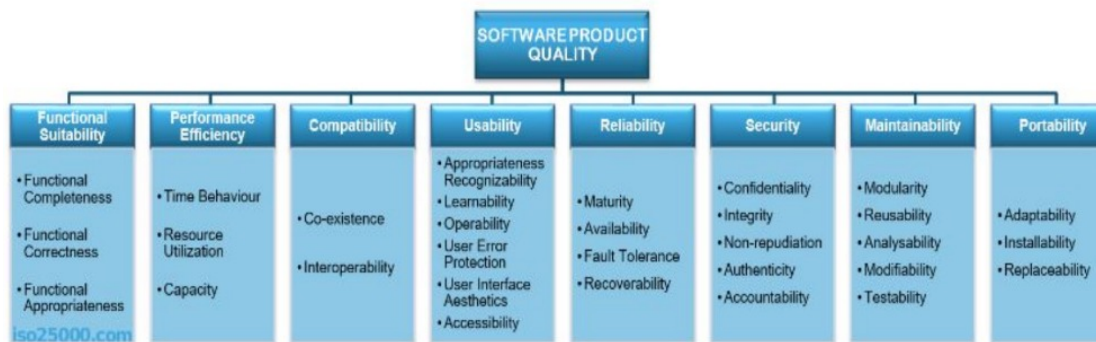 SOFTWARE PRODUCT
QUALITY
Functional
Suitability
• Functional
Completeness
• Functional
Correctness
• Functional
Appropriateness
Performance
Efficiency
• Time Behaviour
• Resource
Utilization
• Capacity
Compatibility
• Co-existence
• Interoperability
Usability
• Appropriateness
Recognizability
• Learnability
• Operability
• User Error
Protection
• User Interface
Aesthetics
• Accessibility
Reliability
• Maturity
• Availability
• Fault Tolerance
• Recoverability
Security
• Confidentiality
• Integrity
• Non-repudiation
• Authenticity
• Accountability
Maintainability
• Modularity
• Reusability
• Analysability
• Modifiability
• Testability
Portability
• Adaptability
• Installability
• Replaceability
iso25000.com